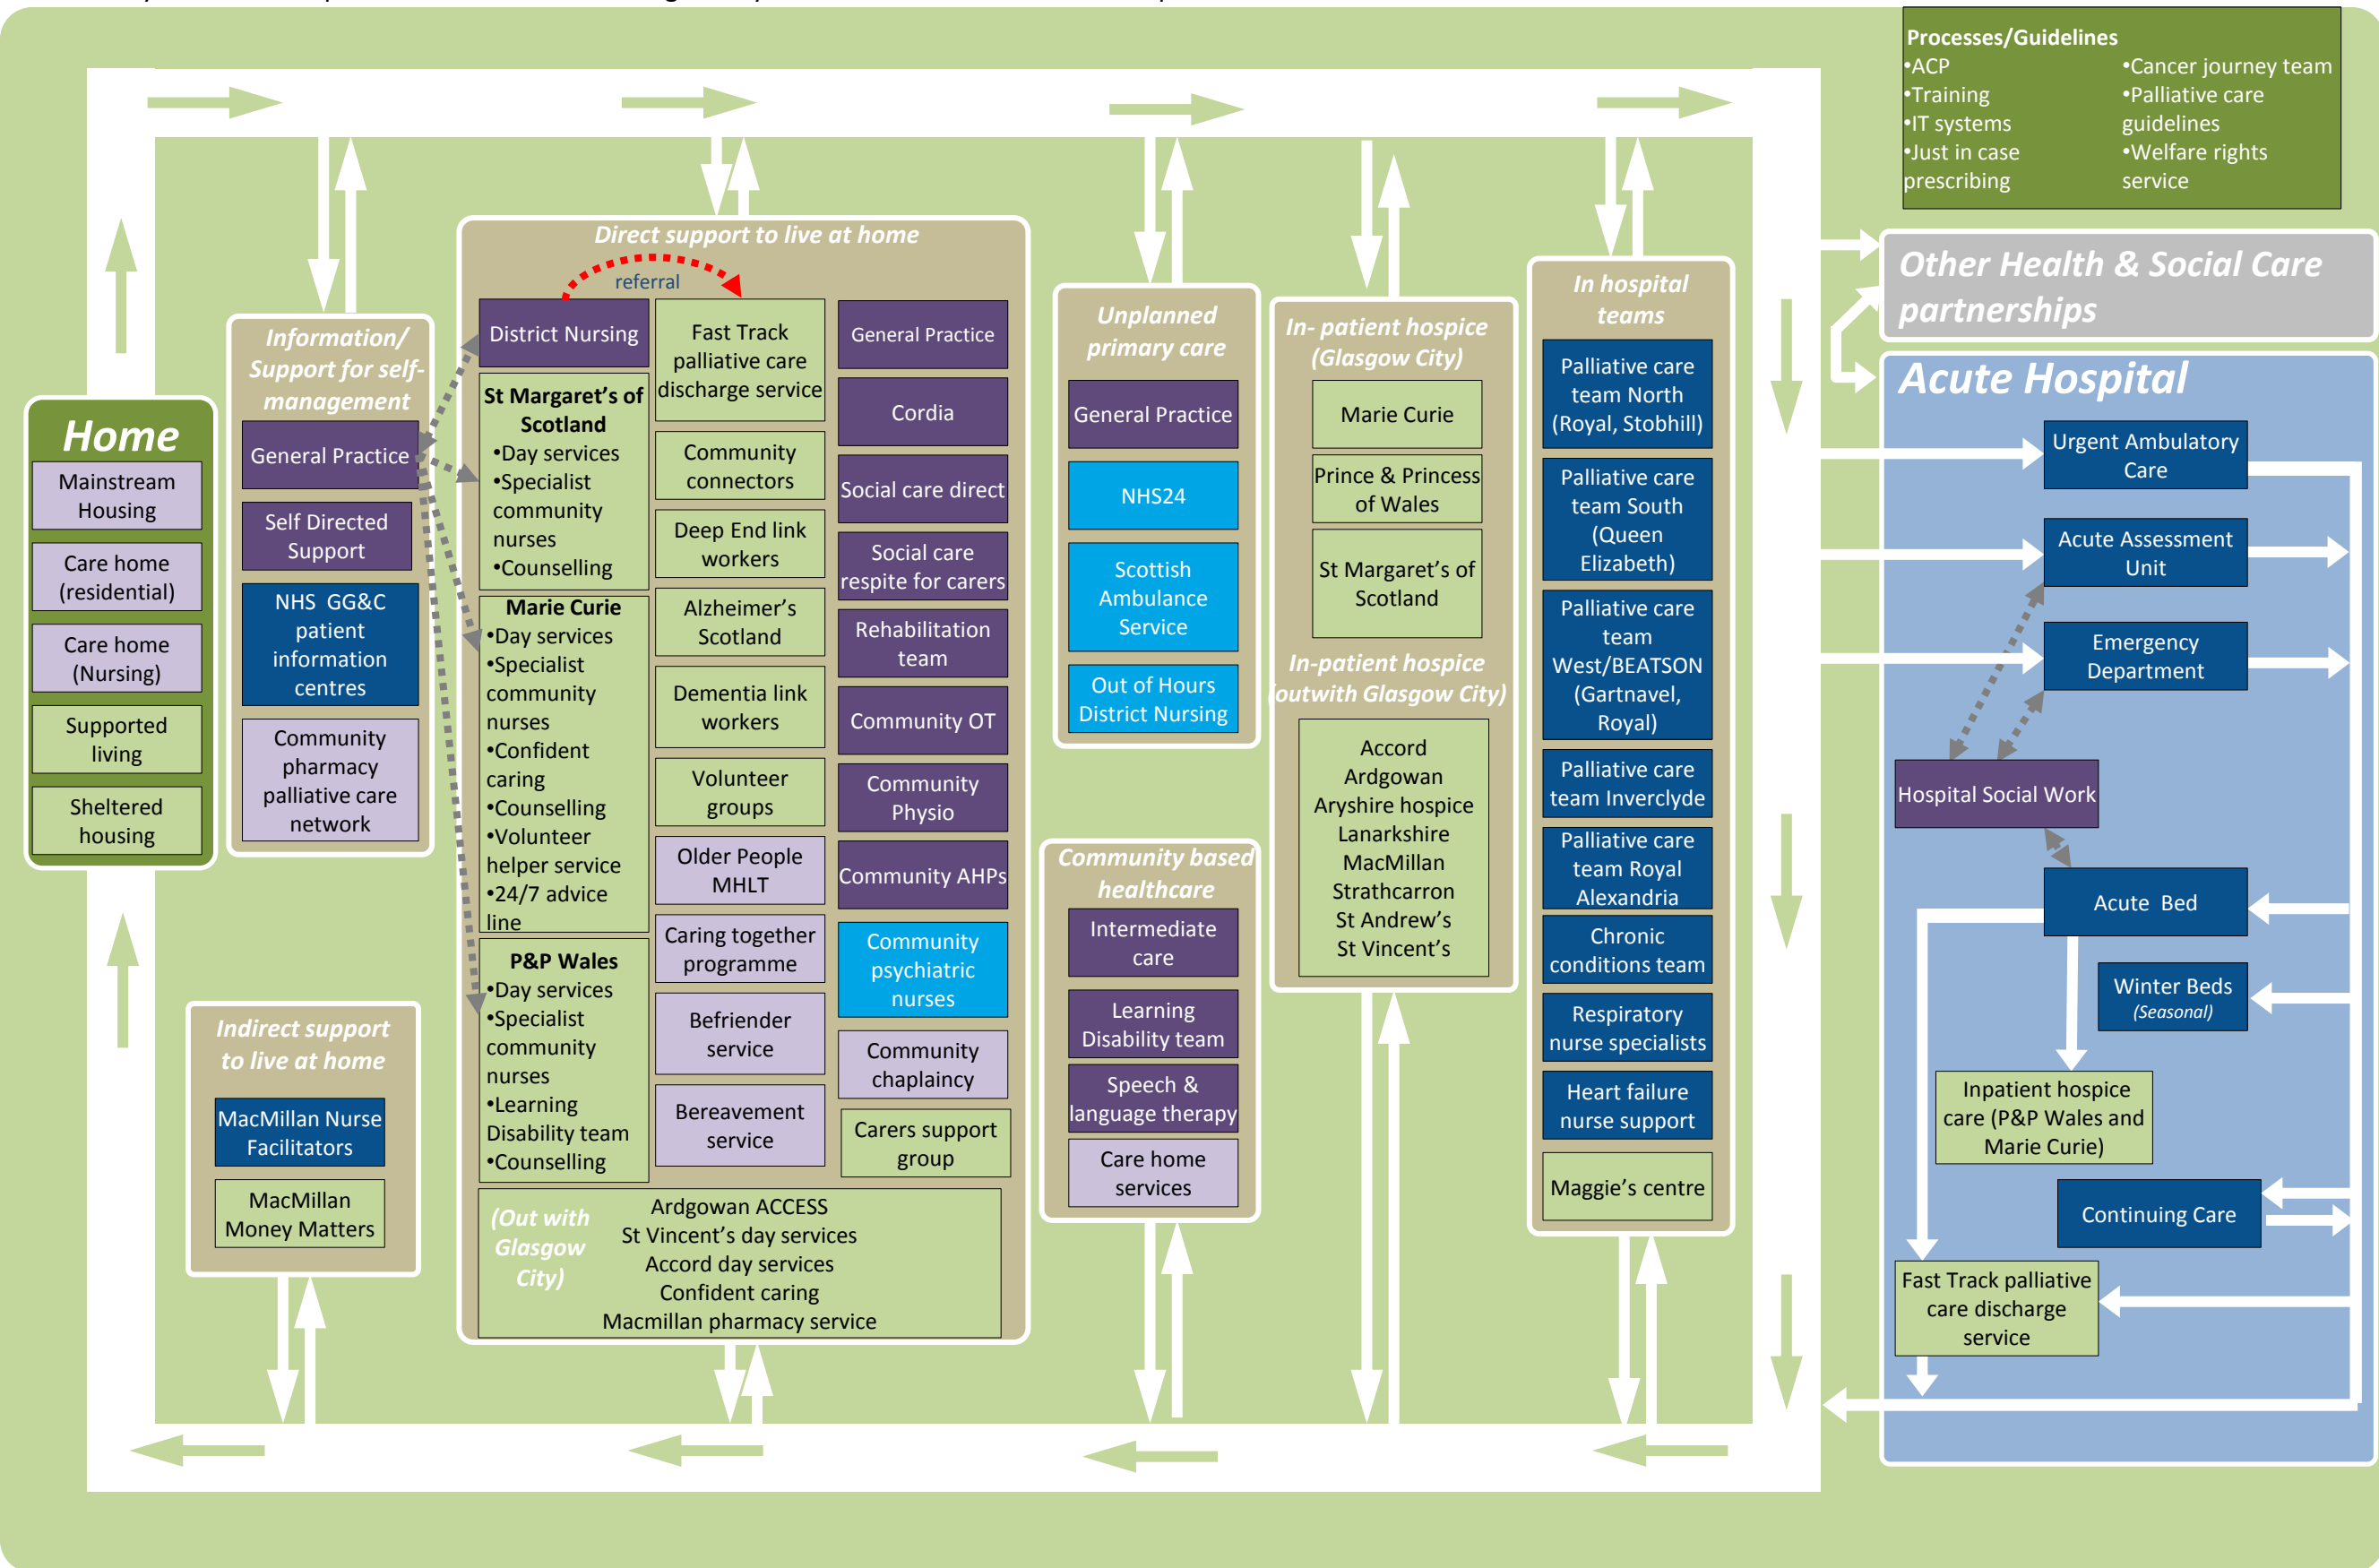 Processes/Guidelines
•ACP
•Training
•IT systems
•Just in case
prescribing
•Cancer journey team
•Palliative care
guidelines
•Welfare rights
service
Home
Mainstream
Housing
Care home
(residential)
Care home
(Nursing)
Supported
living
Sheltered
housing
Information/
Support for self-
management
General Practice
Self Directed
Support
NHS GG&C
patient
information
centres
Community
pharmacy
palliative care
network
Indirect support
to live at home
MacMillan Nurse
Facilitators
MacMillan
Money Matters
Direct support to live at home
referral
District Nursing
St Margaret’s of
Scotland
•Day services
•Specialist
community
nurses
•Counselling
Marie Curie
•Day services
•Specialist
community
nurses
•Confident
caring
•Counselling
•Volunteer
helper service
•24/7 advice
line
P&P Wales
•Day services
•Specialist
community
nurses
•Learning
Disability team
•Counselling
Fast Track
palliative care
discharge service
Community
connectors
Deep End link
workers
Alzheimer’s
Scotland
Dementia link
workers
Volunteer
groups
Older People
MHLT
Caring together
programme
Befriender
service
Bereavement
service
General Practice
Cordia
Social care direct
Social care
respite for carers
Rehabilitation
team
Community OT
Community
Physio
Community AHPs
Community
psychiatric
nurses
Community
chaplaincy
Carers support
group
(Out with
Glasgow
City)
Ardgowan ACCESS
St Vincent’s day services
Accord day services
Confident caring
Macmillan pharmacy service
Unplanned
primary care
General Practice
NHS24
Scottish
Ambulance
Service
Out of Hours
District Nursing
Community based
healthcare
Intermediate
care
Learning
Disability team
Speech &
language therapy
Care home
services
In- patient hospice
(Glasgow City)
Marie Curie
Prince & Princess
of Wales
St Margaret’s of
Scotland
In-patient hospice
(outwith Glasgow City)
Accord
Ardgowan
Aryshire hospice
Lanarkshire
MacMillan
Strathcarron
St Andrew’s
St Vincent’s
In hospital
teams
Palliative care
team North
(Royal, Stobhill)
Palliative care
team South
(Queen
Elizabeth)
Palliative care
team
West/BEATSON
(Gartnavel,
Royal)
Palliative care
team Inverclyde
Palliative care
team Royal
Alexandria
Chronic
conditions team
Respiratory
nurse specialists
Heart failure
nurse support
Maggie’s centre
Other Health & Social Care
partnerships
Acute Hospital
Urgent Ambulatory
Care
Acute Assessment
Unit
Emergency
Department
Hospital Social Work
Acute Bed
Winter Beds
(Seasonal)
Inpatient hospice
care (P&P Wales and
Marie Curie)
Continuing Care
Fast Track palliative
care discharge
service